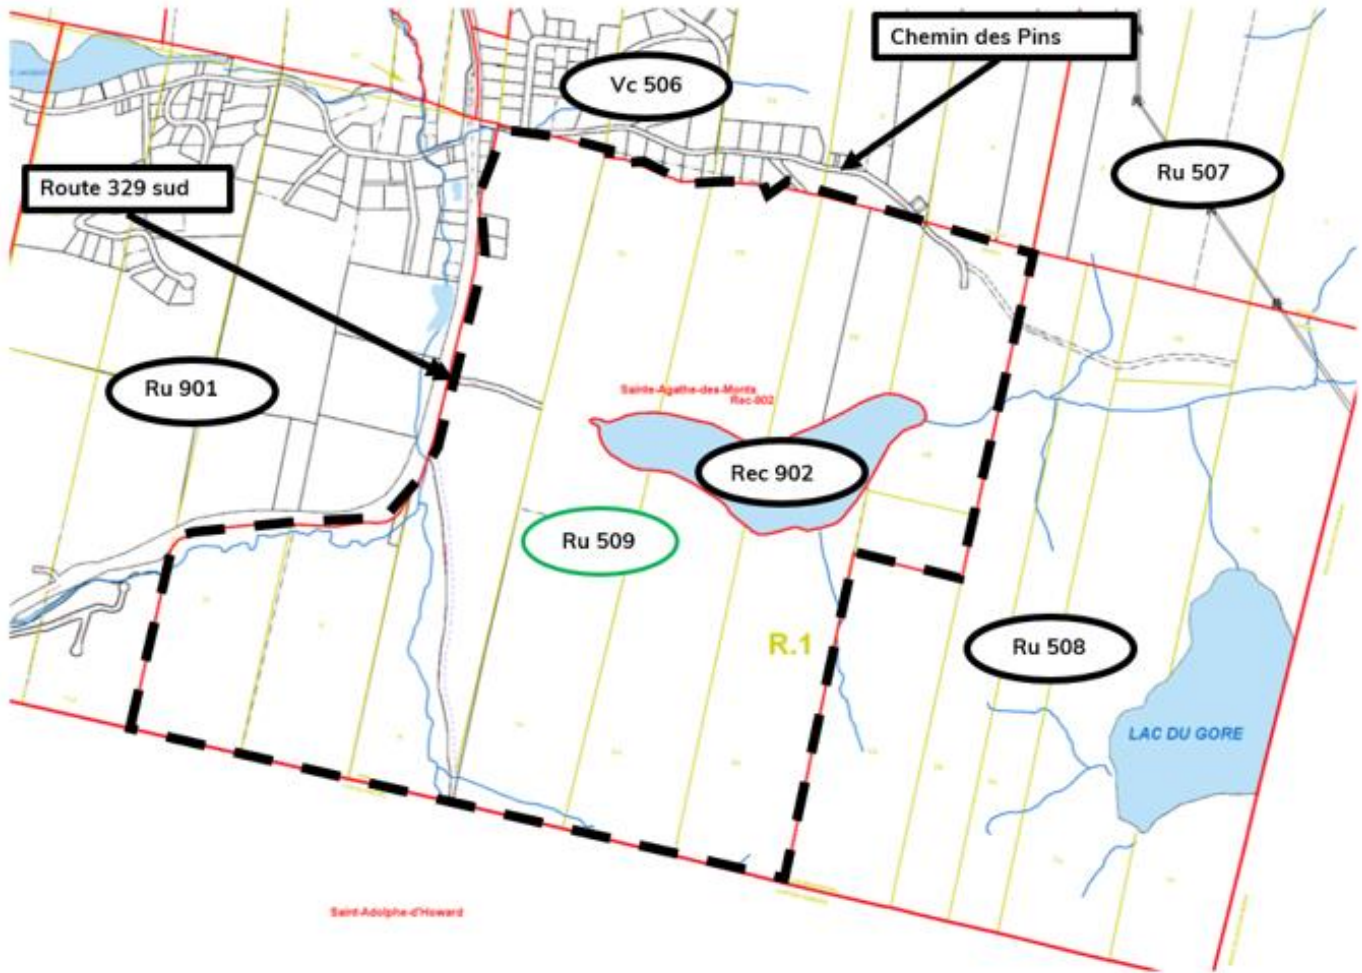 Chemin des Pins
Vc 506
Ru 507
Route 329 sud
Ru 901
Sainte-Agathe-des-Monts
Rec-902
Rec 902
Ru 509
R.1
Ru 508
LAC DU GORE
Saint-Adolphe-d'Howard